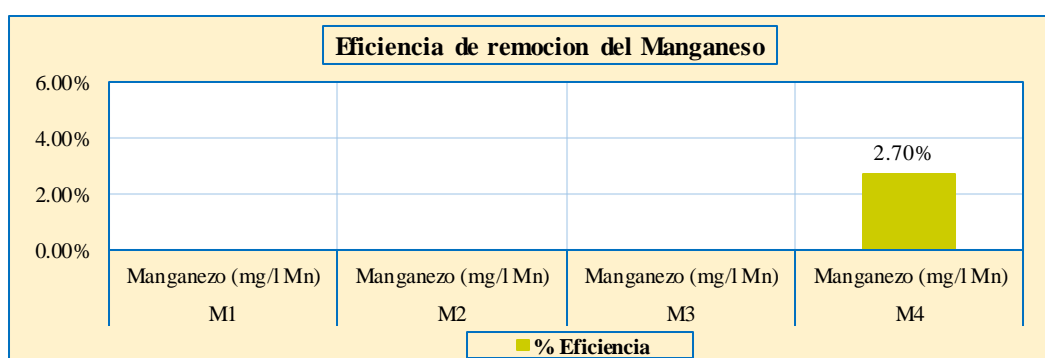 Eficiencia de remocion del Manganeso
6.00%
4.00%
2.00%
0.00%
2.70%
Manganezo (mg/l Mn) Manganezo (mg/l Mn) Manganezo (mg/l Mn) Manganezo (mg/l Mn)
M1 M2 M3 M4
% Eficiencia